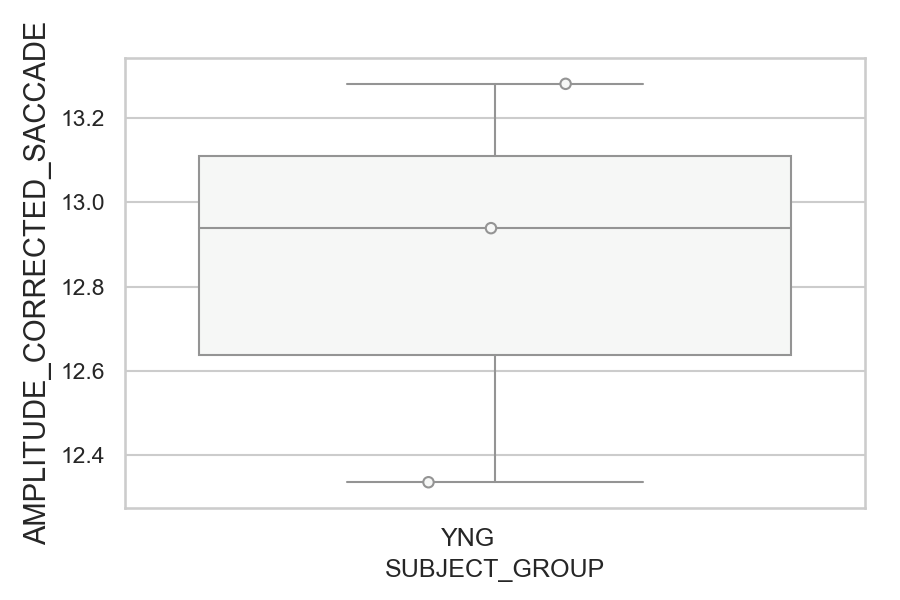 AMPLITUDE_CORRECTED_SACCADE
13.2
13.0
12.8
12.6
12.4
YNG
SUBJECT_GROUP